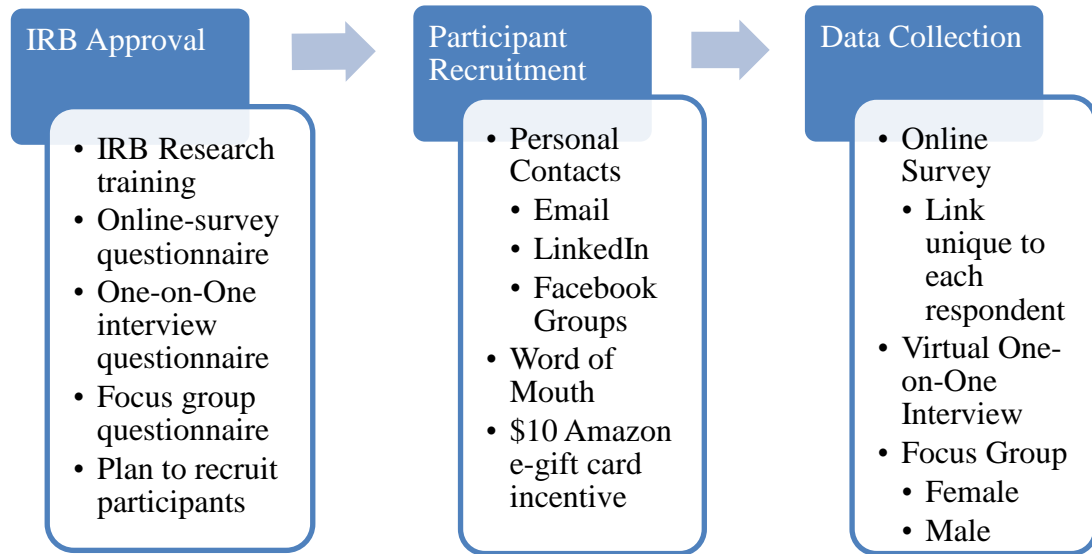 IRB Approval
• IRB Research
training
• Online-survey
questionnaire
• One-on-One
interview
questionnaire
• Focus group
questionnaire
• Plan to recruit
participants
Participant
Recruitment
• Personal
Contacts
• Email
• LinkedIn
• Facebook
Groups
• Word of
Mouth
• $10 Amazon
e-gift card
incentive
Data Collection
• Online
Survey
• Link
unique to
each
respondent
• Virtual One-
on-One
Interview
• Focus Group
• Female
• Male